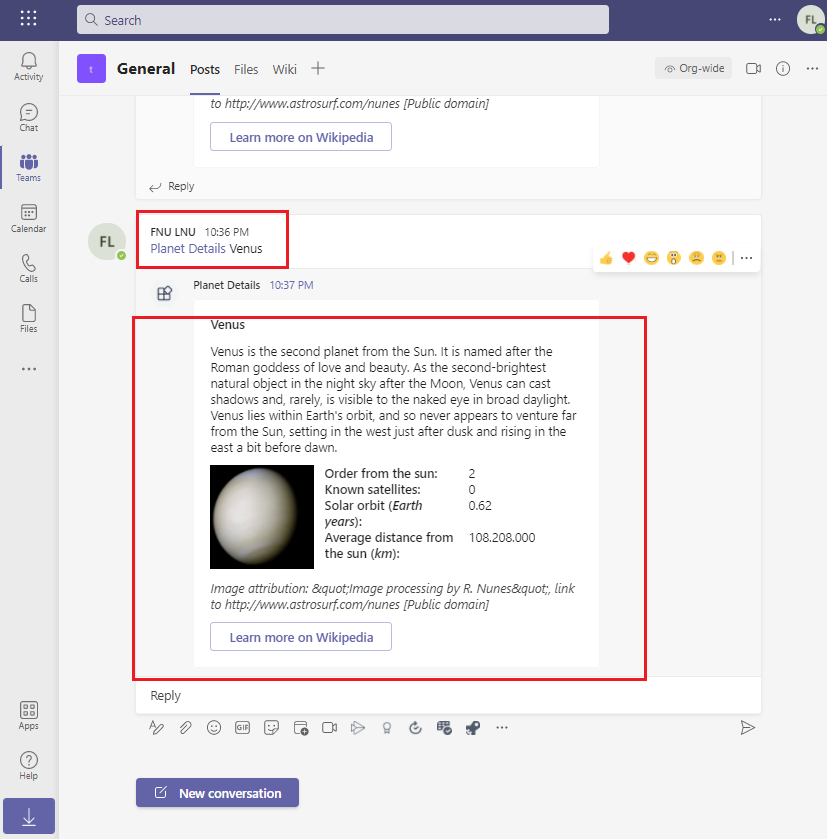 Search
FL
Activity
Chat
Teams
Calendar
Calls
Files
Apps
Help
t
General
Posts
Files
Wiki
Org-wide
to http://www.astrosurf.com/nunes [Public domain]
Learn more on Wikipedia
Reply
FL
FNU LNU 10:36 PM
Planet Details Venus
Planet Details 10:37 PM
Venus
Venus is the second planet from the Sun. It is named after the
Roman goddess of love and beauty. As the second-brightest
natural object in the night sky after the Moon, Venus can cast
shadows and, rarely, is visible to the naked eye in broad daylight.
Venus lies within Earth's orbit, and so never appears to venture far
from the Sun, setting in the west just after dusk and rising in the
east a bit before dawn.
Order from the sun: 2
Known satellites: 0
Solar orbit (Earth 0.62
years):
Average distance from 108.208.000
the sun (km):
Image attribution: &quot;Image processing by R. Nunes&quot;, link
to http://www.astrosurf.com/nunes [Public domain]
Learn more on Wikipedia
Reply
GIF
New conversation